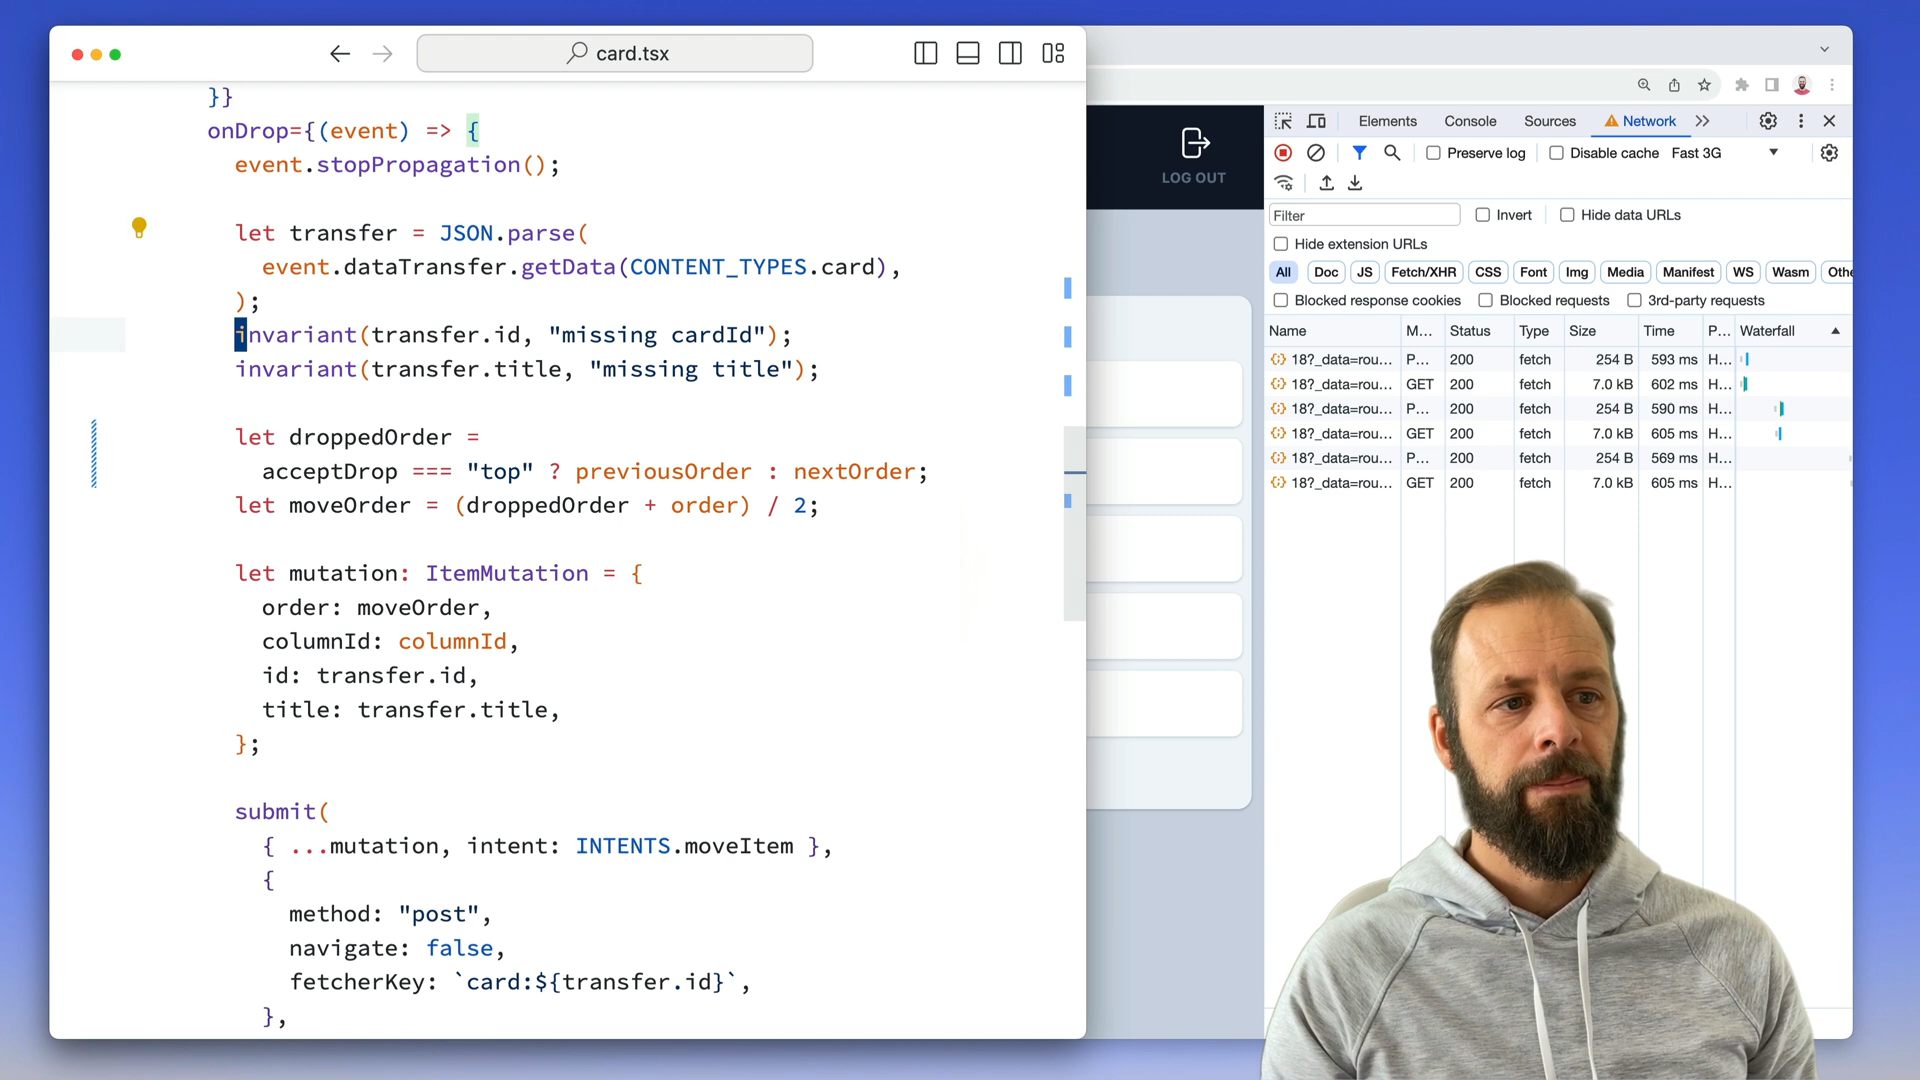 card.tsx
}}
onDrop={(event) => {
event.stopPropagation();
let transfer = JSON.parse(
event.dataTransfer.getData(CONTENT_TYPES.card),
);
invariant(transfer.id, "missing cardId");
invariant(transfer.title, "missing title");
let droppedOrder =
acceptDrop === "top" ? previousOrder : nextOrder;
let moveOrder = (droppedOrder + order) / 2;
let mutation: ItemMutation = {
order: moveOrder,
columnId: columnId,
id: transfer.id,
title: transfer.title,
};
submit(
{ ...mutation, intent: INTENTS.moveItem },
{
method: "post",
navigate: false,
fetcherKey: `card:${transfer.id}`,
},
LOG OUT
Elements Console Sources Network
Preserve log Disable cache Fast 3G
Filter Invert Hide data URLs
Hide extension URLs
All Doc JS Fetch/XHR CSS Font Img Media Manifest WS Wasm Othe
Blocked response cookies Blocked requests 3rd-party requests
Name M... Status Type Size Time P... Waterfall
18?_data=rou... P... 200 fetch 254 B 593 ms H...
18?_data=rou... GET 200 fetch 7.0 kB 602 ms H...
18?_data=rou... P... 200 fetch 254 B 590 ms H...
18?_data=rou... GET 200 fetch 7.0 kB 605 ms H...
18?_data=rou... P... 200 fetch 254 B 569 ms H...
18?_data=rou... GET 200 fetch 7.0 kB 605 ms H...